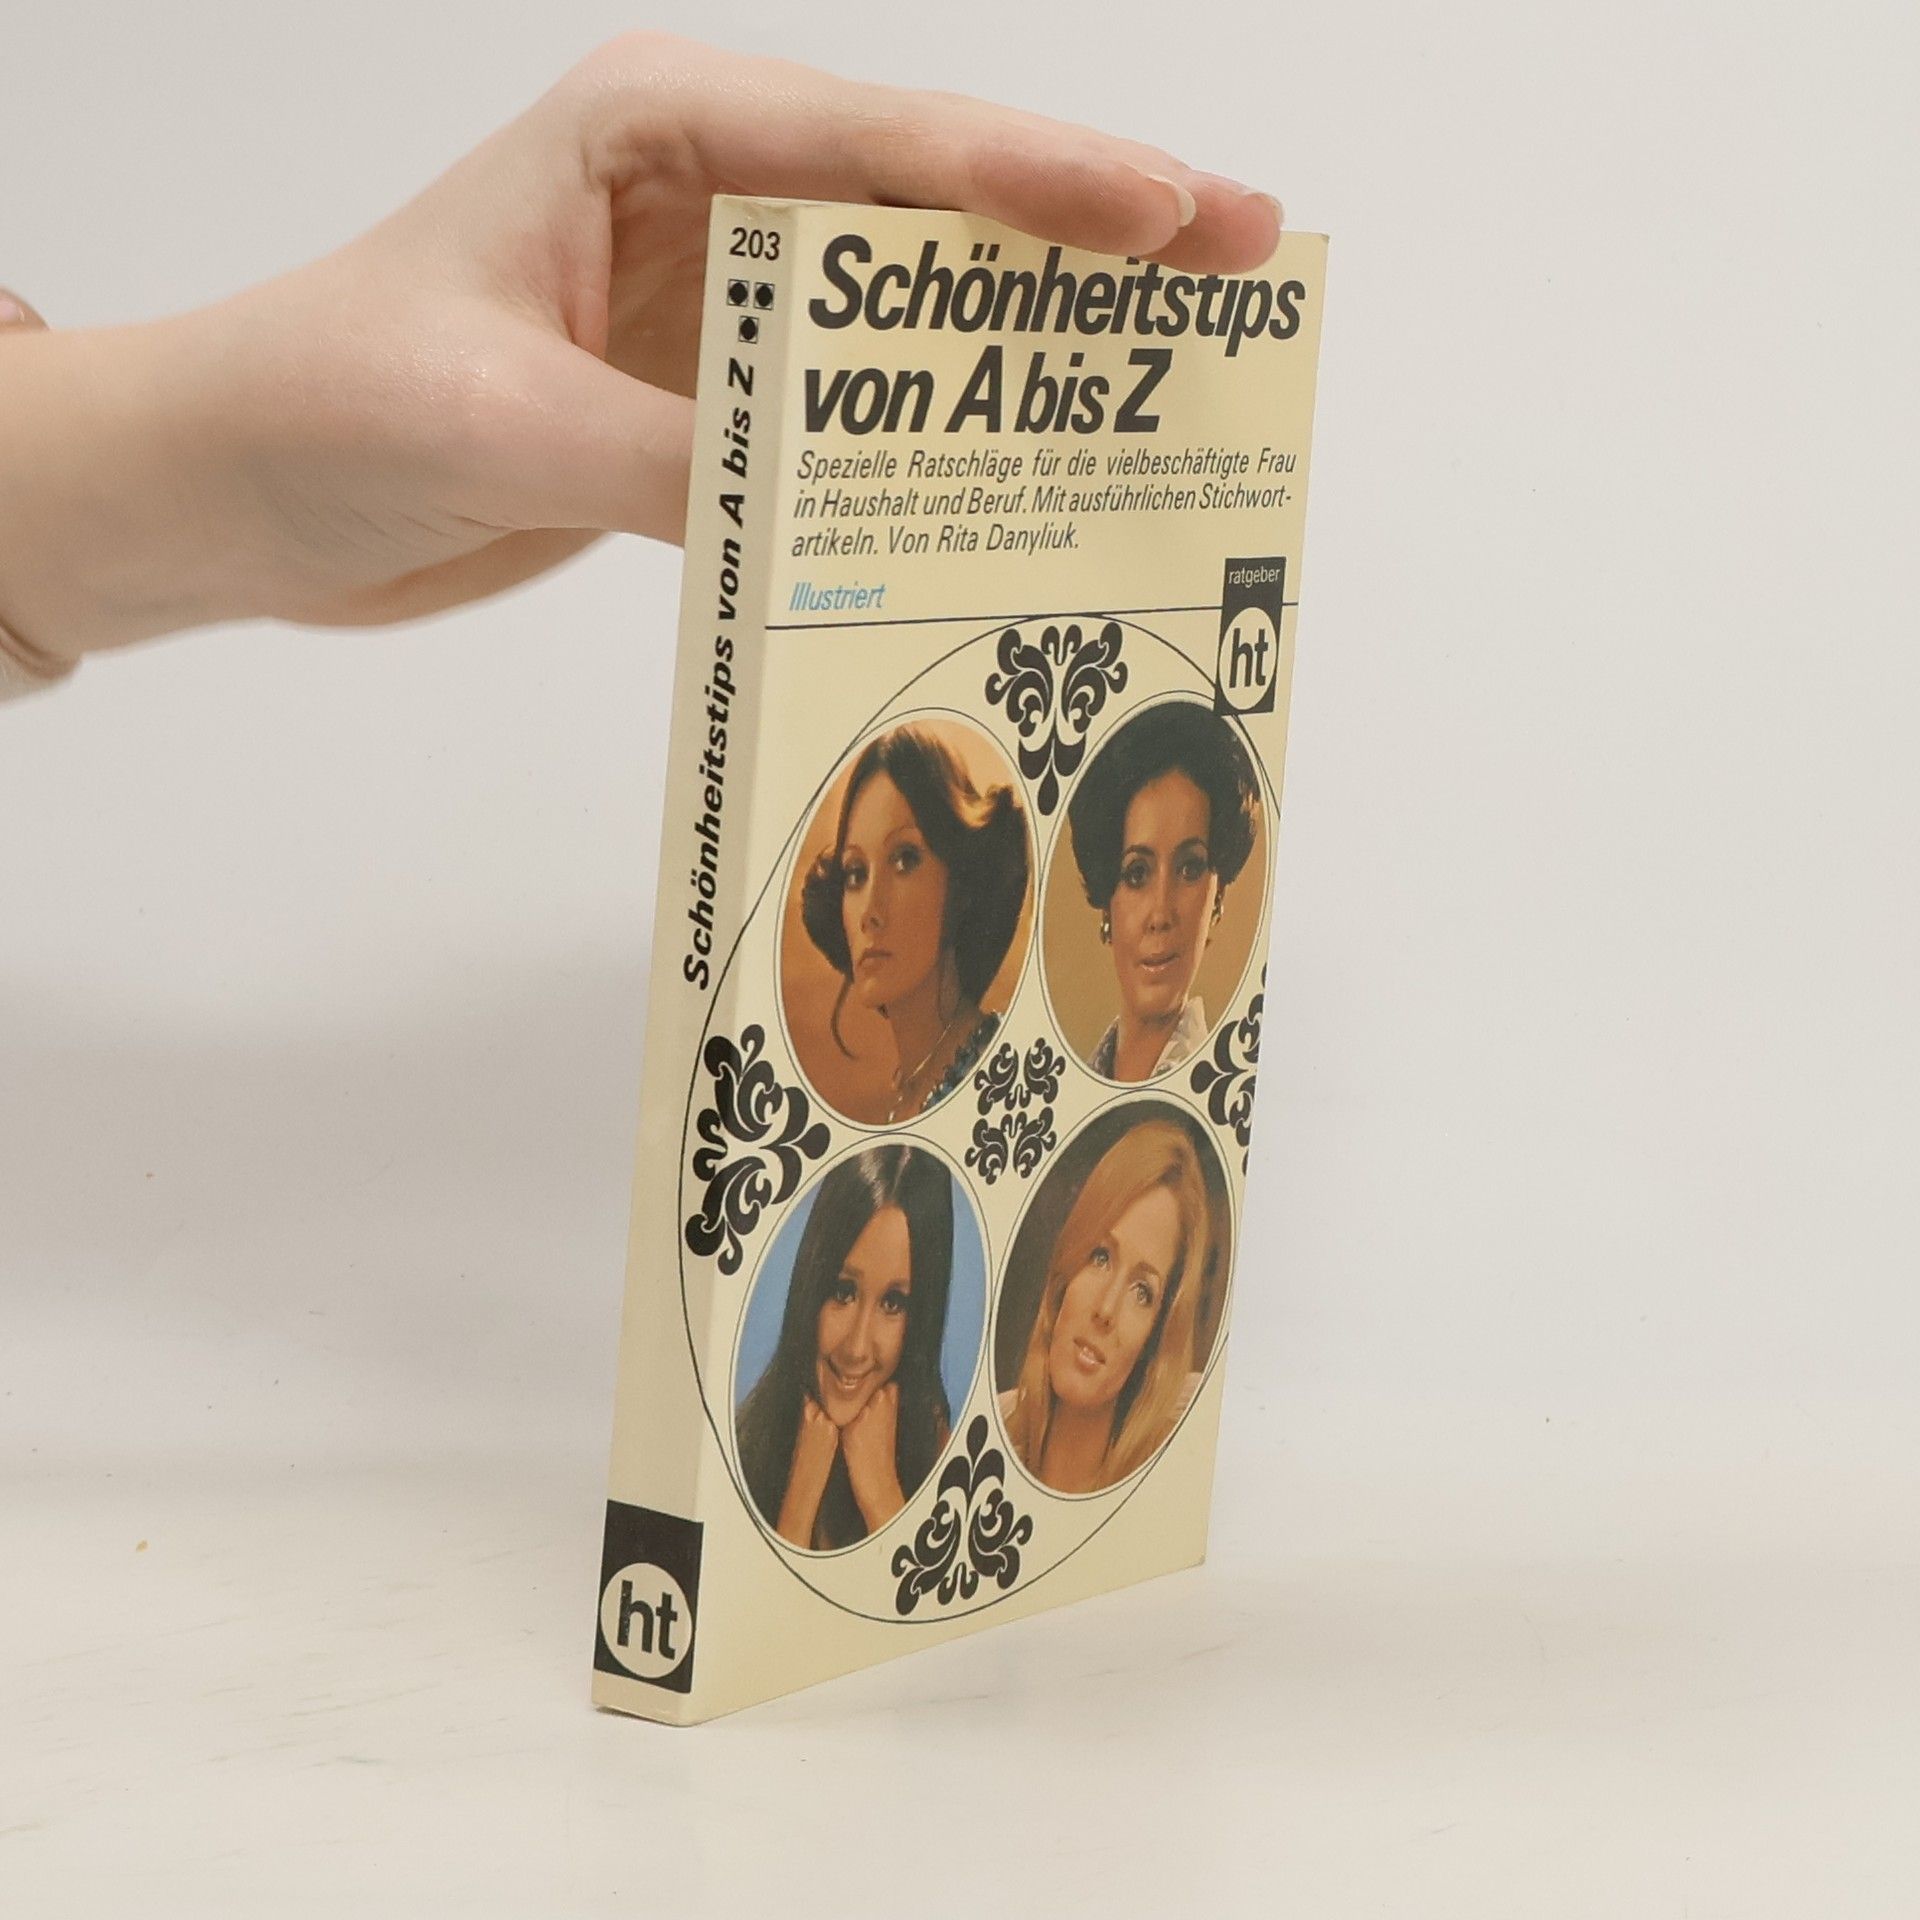 203
Schönheitstips von A bis Z
ht
Schönheitstips
von A bis Z
Spezielle Ratschläge für die vielbeschäftigte Frau
in Haushalt und Beruf. Mit ausführlichen Stichwort-
artikeln. Von Rita Danyliuk.
Illustriert
ratgeber
ht